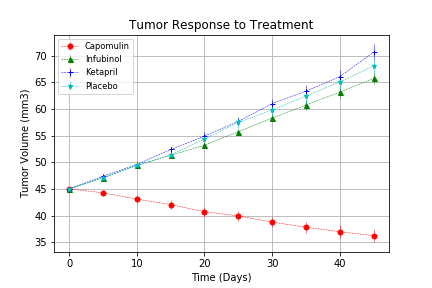 Tumor Response to Treatment
Capomulin
Infubinol
Ketapril
Placebo
Tumor Volume (mm3)
70
65
60
55
50
45
40
35
0 10 20 30 40
Time (Days)